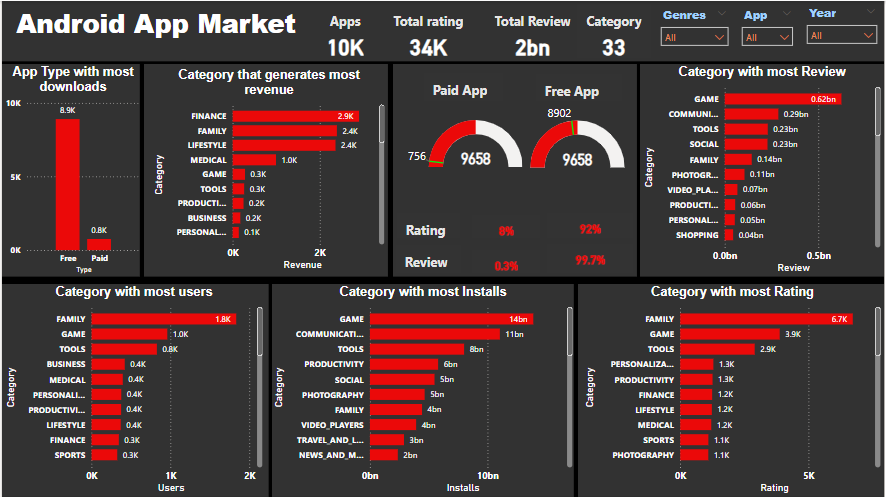 Android App Market
Apps
10K
Total rating
34K
Total Review
2bn
Category
33
Genres
All
App
All
Year
All
App Type with most
downloads
10K
5K
0K
8.9K
0.8K
Free
Paid
Type
Category that generates most
revenue
Category
FINANCE 2.9K
FAMILY 2.4K
LIFESTYLE 2.4K
MEDICAL 1.0K
GAME 0.3K
TOOLS 0.3K
PRODUCTI... 0.2K
BUSINESS 0.2K
PERSONAL... 0.1K
0K 2K
Revenue
Paid App
756
9658
Free App
8902
9658
Rating 8% 92%
Review 0.3% 99.7%
Category with most Review
Category
GAME 0.62bn
COMMUNI... 0.29bn
TOOLS 0.23bn
SOCIAL 0.23bn
FAMILY 0.14bn
PHOTOGR... 0.11bn
VIDEO_PLA... 0.07bn
PRODUCTI... 0.06bn
PERSONAL... 0.05bn
SHOPPING 0.04bn
0.0bn 0.5bn
Review
Category with most users
Category
FAMILY 1.8K
GAME 1.0K
TOOLS 0.8K
BUSINESS 0.4K
MEDICAL 0.4K
PERSONALI... 0.4K
PRODUCTIVI... 0.4K
LIFESTYLE 0.4K
FINANCE 0.3K
SPORTS 0.3K
0K 1K 2K
Users
Category with most Installs
Category
GAME 14bn
COMMUNICATI... 11bn
TOOLS 8bn
PRODUCTIVITY 6bn
SOCIAL 5bn
PHOTOGRAPHY 5bn
FAMILY 4bn
VIDEO_PLAYERS 4bn
TRAVEL_AND_L... 3bn
NEWS_AND_M... 2bn
0bn 10bn
Installs
Category with most Rating
Category
FAMILY 6.7K
GAME 3.9K
TOOLS 2.9K
PERSONALIZA... 1.3K
PRODUCTIVITY 1.3K
FINANCE 1.2K
LIFESTYLE 1.2K
MEDICAL 1.2K
SPORTS 1.1K
PHOTOGRAPHY 1.1K
0K 5K
Rating